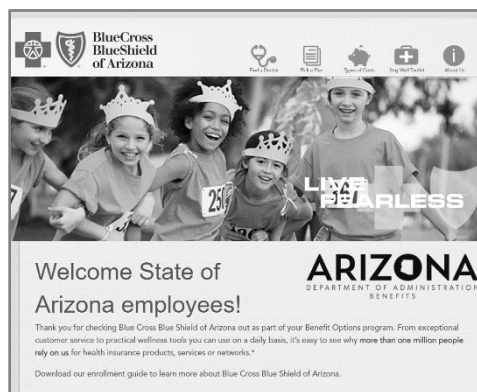 BlueCross
BlueShield
of Arizona
Find a Doctor
Pick a Plan
Types of Costs
Stay Well Toolkit
About Us
250
LIVE
FEARLESS
ARIZONA
DEPARTMENT OF ADMINISTRATION
BENEFITS
Welcome State of
Arizona employees!
Thank you for checking Blue Cross Blue Shield of Arizona out as part of your Benefit Options program. From exceptional
customer service to practical wellness tools you can use on a daily basis, it's easy to see why more than one million people
rely on us for health insurance products, services or networks.*
Download our enrollment guide to learn more about Blue Cross Blue Shield of Arizona.